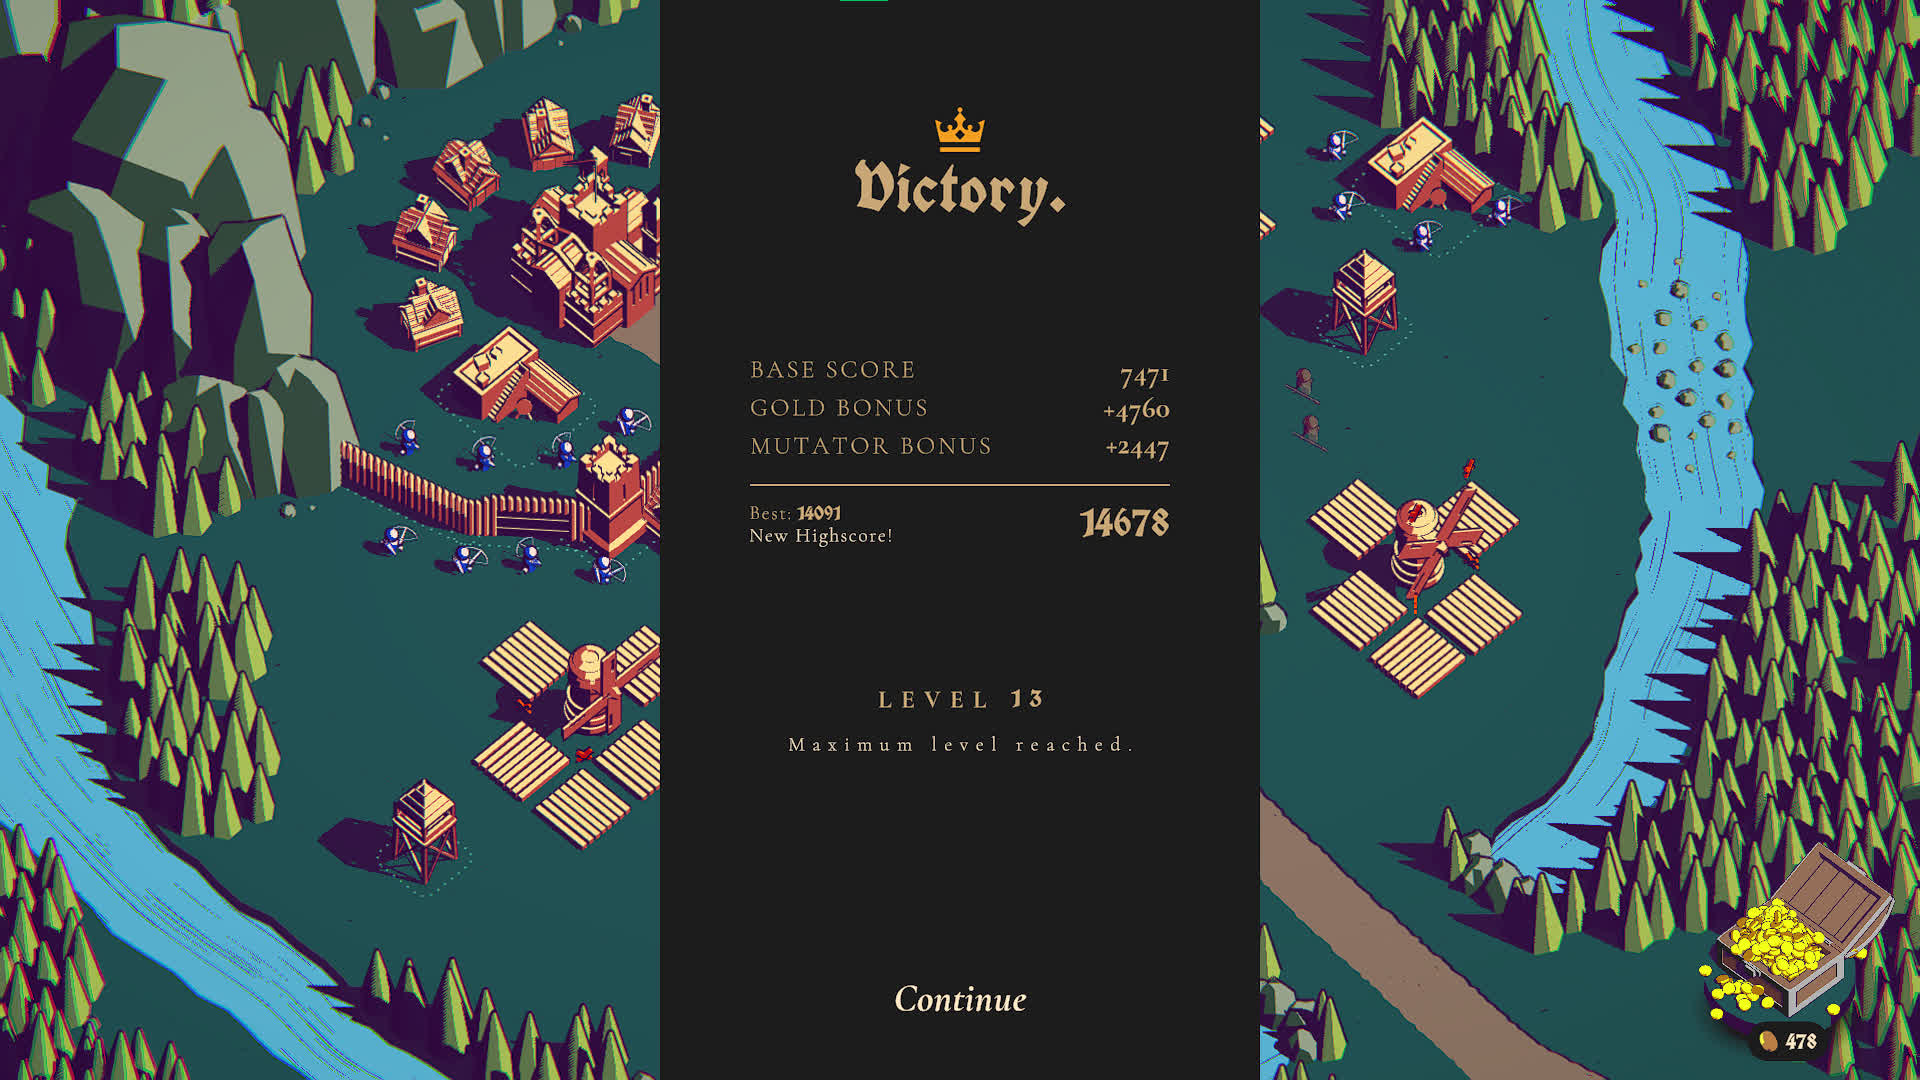 Victory.
BASE SCORE 7471
GOLD BONUS +4760
MUTATOR BONUS +2447
Best: 14091 14678
New Highscore!
LEVEL 13
Maximum level reached.
Continue
478